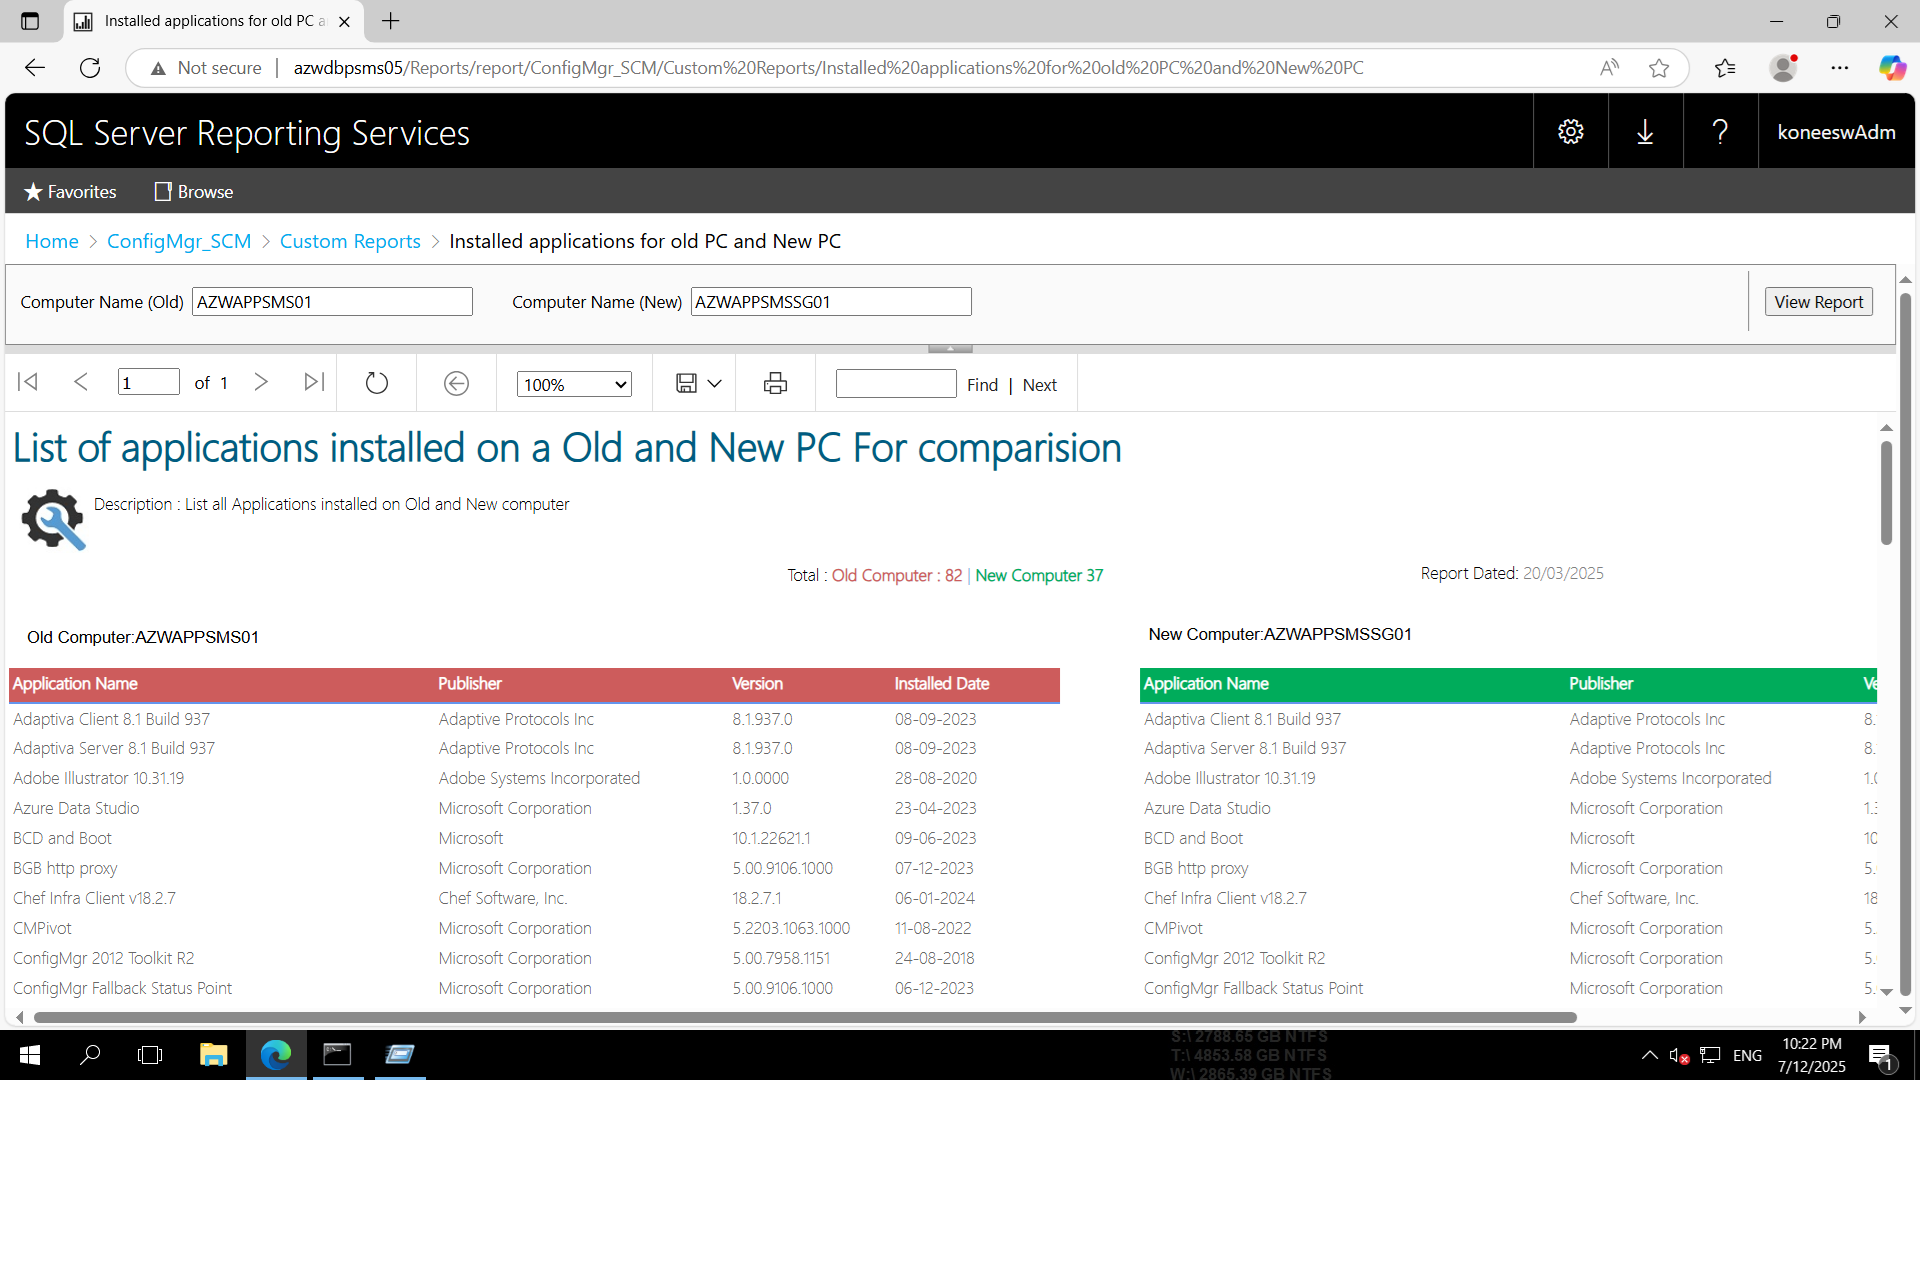 Installed applications for old PC a
Not secure
azwdbpsms05/Reports/report/ConfigMgr_SCM/Custom%20Reports/Installed%20applications%20for%20old%20PC%20and%20New%20PC
SQL Server Reporting Services
koneeswAdm
Favorites Browse
Home > ConfigMgr_SCM > Custom Reports > Installed applications for old PC and New PC
Computer Name (Old) AZWAPPSMS01 Computer Name (New) AZWAPPSMSSG01 View Report
1 of 1 100% Find | Next
List of applications installed on a Old and New PC For comparision
Description : List all Applications installed on Old and New computer
Total : Old Computer : 82 | New Computer 37 Report Dated: 20/03/2025
Old Computer:AZWAPPSMS01 New Computer:AZWAPPSMSSG01
Application Name Publisher Version Installed Date Application Name Publisher Ve
Adaptiva Client 8.1 Build 937 Adaptive Protocols Inc 8.1.937.0 08-09-2023 Adaptiva Client 8.1 Build 937 Adaptive Protocols Inc 8.
Adaptiva Server 8.1 Build 937 Adaptive Protocols Inc 8.1.937.0 08-09-2023 Adaptiva Server 8.1 Build 937 Adaptive Protocols Inc 8.
Adobe Illustrator 10.31.19 Adobe Systems Incorporated 1.0.0000 28-08-2020 Adobe Illustrator 10.31.19 Adobe Systems Incorporated 1.0
Azure Data Studio Microsoft Corporation 1.37.0 23-04-2023 Azure Data Studio Microsoft Corporation 1.3
BCD and Boot Microsoft 10.1.22621.1 09-06-2023 BCD and Boot Microsoft 10
BGB http proxy Microsoft Corporation 5.00.9106.1000 07-12-2023 BGB http proxy Microsoft Corporation 5.
Chef Infra Client v18.2.7 Chef Software, Inc. 18.2.7.1 06-01-2024 Chef Infra Client v18.2.7 Chef Software, Inc. 18
CMPivot Microsoft Corporation 5.2203.1063.1000 11-08-2022 CMPivot Microsoft Corporation 5.
ConfigMgr 2012 Toolkit R2 Microsoft Corporation 5.00.7958.1151 24-08-2018 ConfigMgr 2012 Toolkit R2 Microsoft Corporation 5.
ConfigMgr Fallback Status Point Microsoft Corporation 5.00.9106.1000 06-12-2023 ConfigMgr Fallback Status Point Microsoft Corporation 5.
S:\ 2788.65 GB NTFS
T:\ 4853.58 GB NTFS
W:\ 2865.39 GB NTFS
ENG
10:22 PM
7/12/2025
1